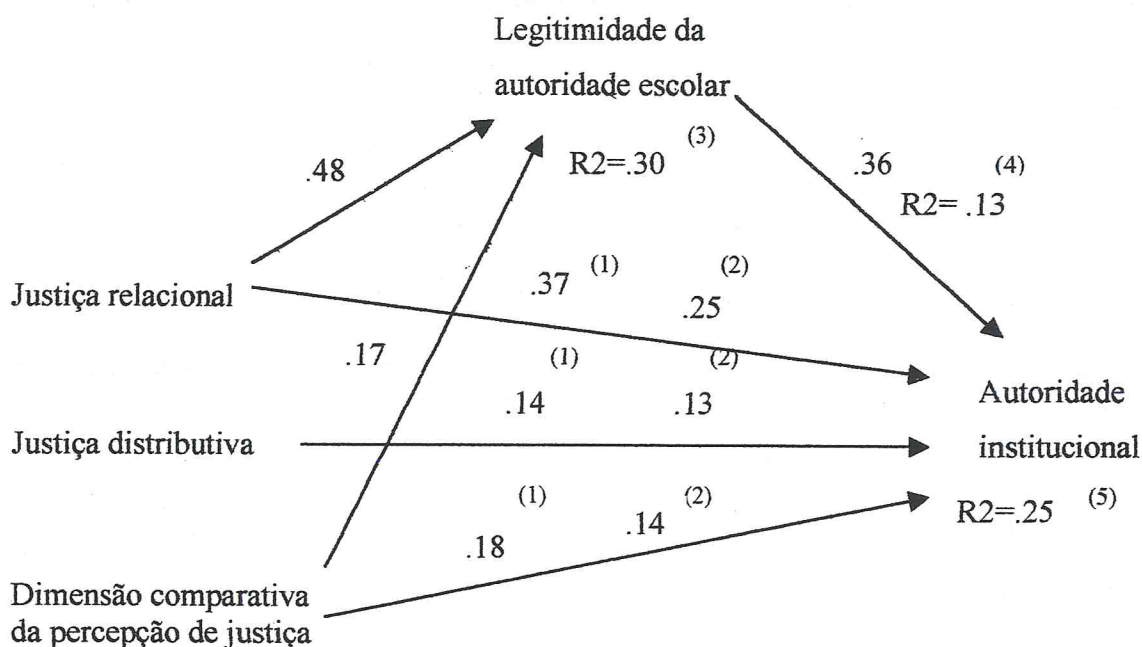 Legitimidade da
autoridade escolar
(3)
R2=.30
.48
.36
(4)
R2= .13
.37 (1)
.25 (2)
Justiça relacional
.17
.14 (1)
.13 (2)
Autoridade
institucional
R2=.25 (5)
Justiça distributiva
.18 (1)
.14 (2)
Dimensão comparativa
da percepção de justiça